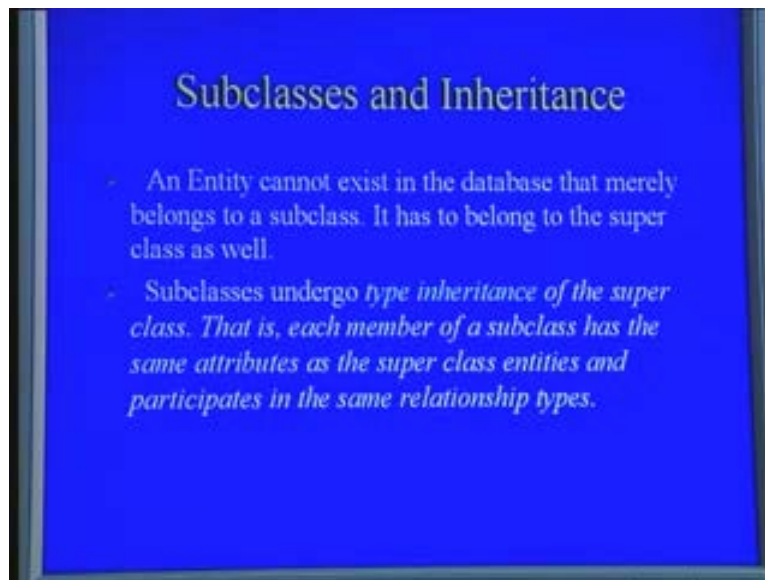 Subclasses and Inheritance
An Entity cannot exist in the database that merely
belongs to a subclass. It has to belong to the super
class as well.
Subclasses undergo type inheritance of the super
class. That is, each member of a subclass has the
same attributes as the super class entities and
participates in the same relationship types.